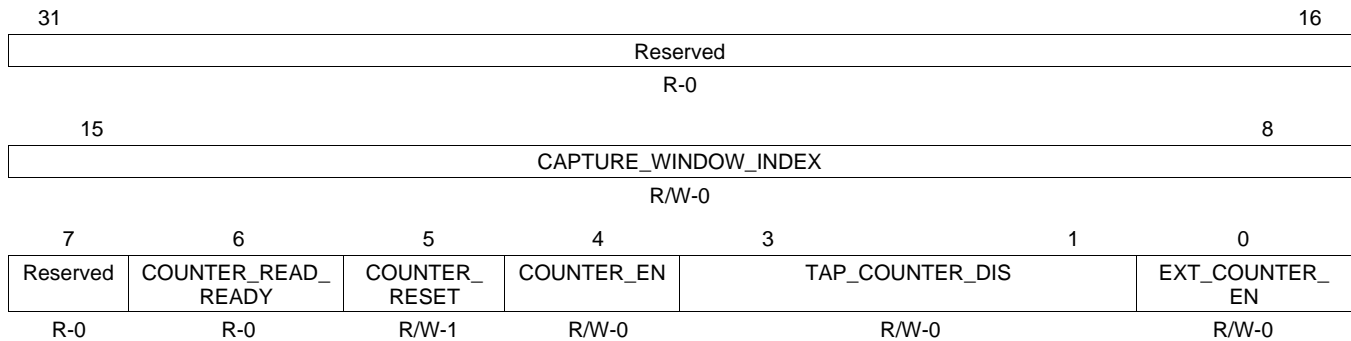 31 16
Reserved
R-0
15 8
CAPTURE_WINDOW_INDEX
R/W-0
7 6 5 4 3 1 0
Reserved COUNTER_READ_ COUNTER_ COUNTER_EN TAP_COUNTER_DIS EXT_COUNTER_
READY RESET EN
R-0 R-0 R/W-1 R/W-0 R/W-0 R/W-0